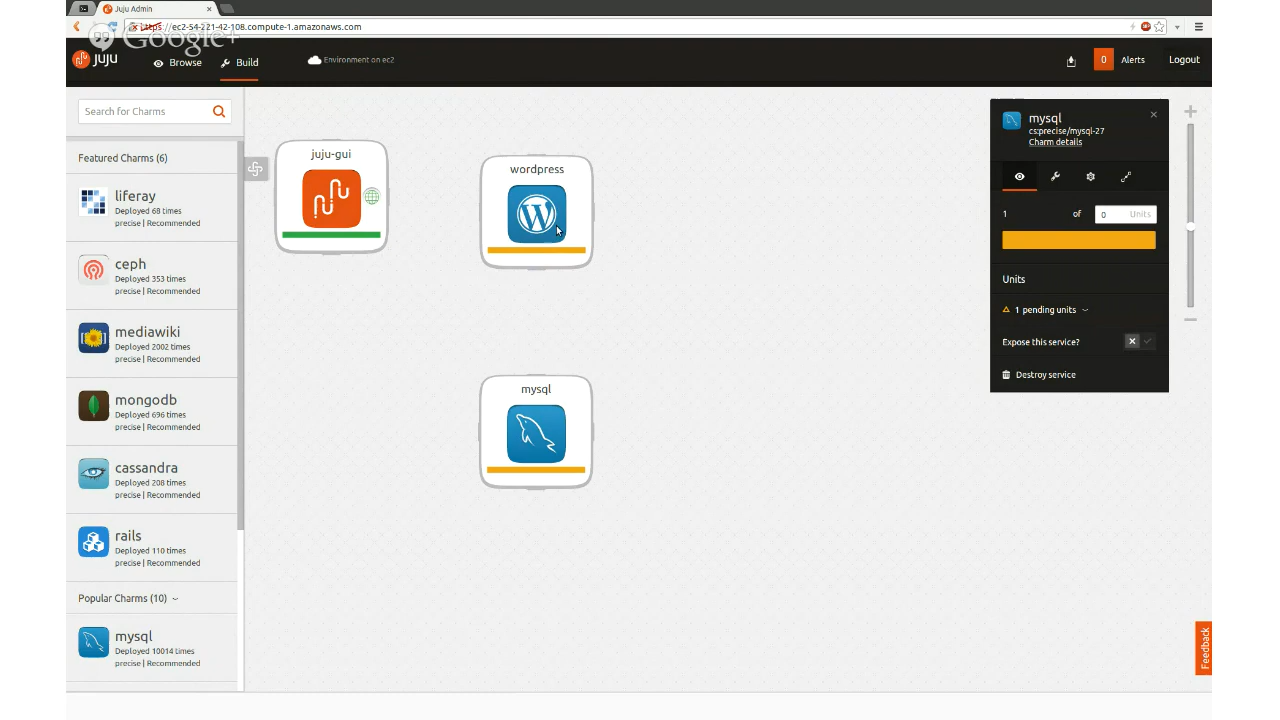 Juju Admin
https://ec2-54-221-42-108.compute-1.amazonaws.com
Google+
juju
Browse
Build
Environment on ec2
0
Alerts
Logout
Search for Charms
Featured Charms (6)
liferay
Deployed 68 times
precise | Recommended
ceph
Deployed 353 times
precise | Recommended
mediawiki
Deployed 2002 times
precise | Recommended
mongodb
Deployed 696 times
precise | Recommended
cassandra
Deployed 208 times
precise | Recommended
rails
Deployed 110 times
precise | Recommended
Popular Charms (10)
mysql
Deployed 10014 times
precise | Recommended
juju-gui
wordpress
mysql
mysql
cs:precise/mysql-27
Charm details
1 of 0 Units
Units
1 pending units
Expose this service?
Destroy service
Feedback